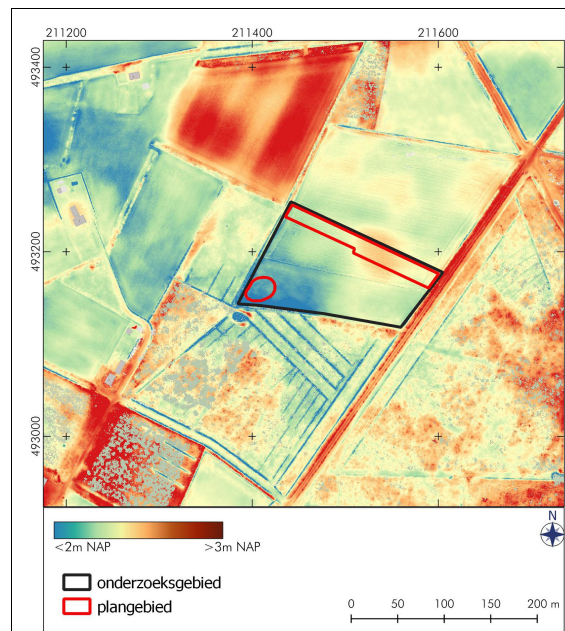 211200 211400 211600
493400
493200
493000
N
<2m NAP >3m NAP
onderzoeksgebied
plangebied
0 50 100 150 200 m